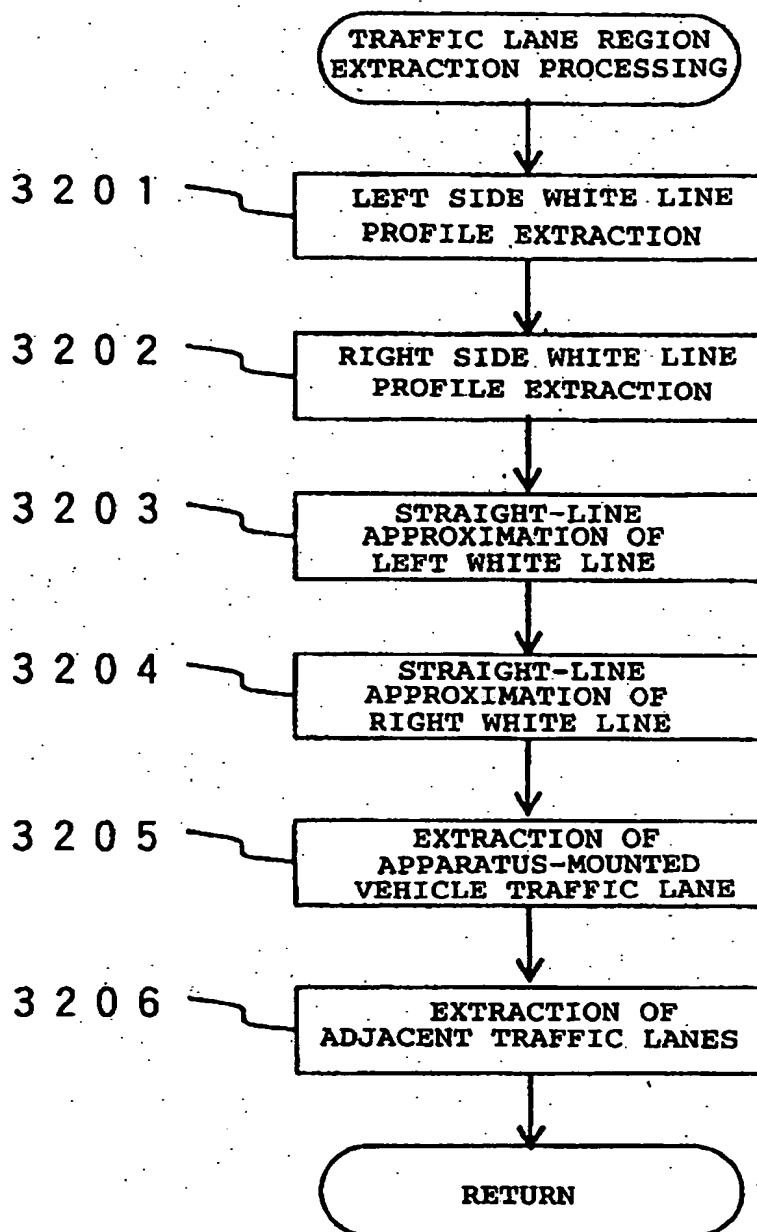 TRAFFIC LANE REGION
EXTRACTION PROCESSING
3201
LEFT SIDE WHITE LINE
PROFILE EXTRACTION
3202
RIGHT SIDE WHITE LINE
PROFILE EXTRACTION
3203
STRAIGHT-LINE
APPROXIMATION OF
LEFT WHITE LINE
3204
STRAIGHT-LINE
APPROXIMATION OF
RIGHT WHITE LINE
3205
EXTRACTION OF
APPARATUS-MOUNTED
VEHICLE TRAFFIC LANE
3206
EXTRACTION OF
ADJACENT TRAFFIC LANES
RETURN